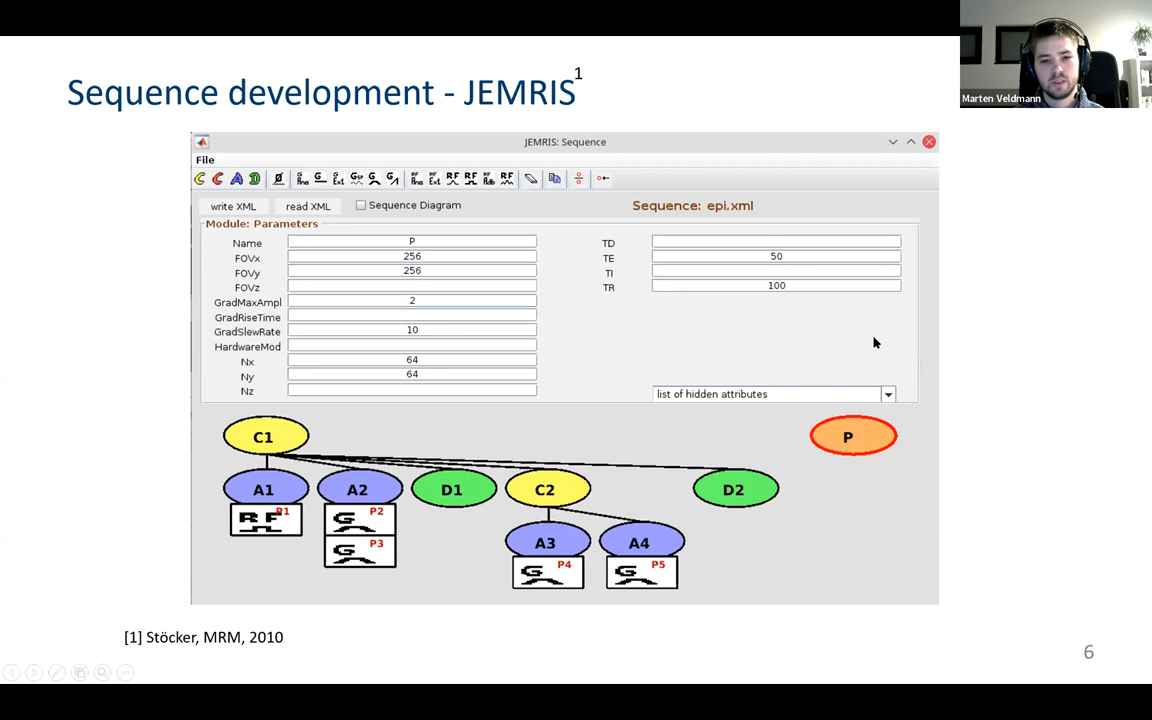 Marten Veldmann
Sequence development - JEMRIS1
JEMRIS: Sequence
File
write XML
read XML
Sequence Diagram
Sequence: epi.xml
Module: Parameters
Name P
FOVx 256
FOVy 256
FOVz
GradMaxAmpl 2
GradRiseTime
GradSlewRate 10
HardwareMod
Nx 64
Ny 64
Nz
TD
TE 50
TI
TR 100
list of hidden attributes
C1
P
A1
A2
D1
C2
D2
RF P1
G P2
G P3
A3
A4
G P4
G P5
[1] Stöcker, MRM, 2010
6